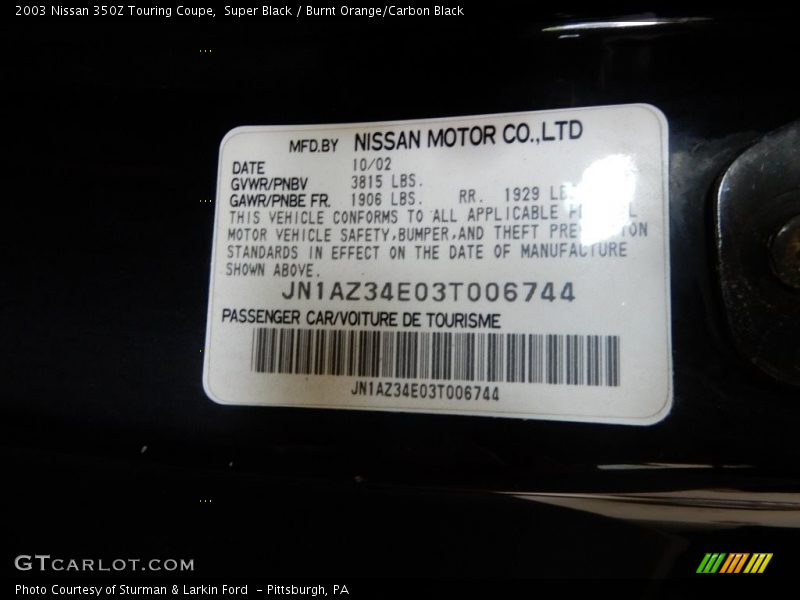 2003 Nissan 350Z Touring Coupe, Super Black / Burnt Orange/Carbon Black
MFD.BY NISSAN MOTOR CO.,LTD
DATE 10/02
GVWR/PNBV 3815 LBS.
GAWR/PNBE FR. 1906 LBS. RR. 1929
THIS VEHICLE CONFORMS TO ALL APPLICABLE
MOTOR VEHICLE SAFETY,BUMPER,AND THEFT
STANDARDS IN EFFECT ON THE DATE OF MANUFACTURE
SHOWN ABOVE.
JN1AZ34E03T006744
PASSENGER CAR/VOITURE DE TOURISME
JN1AZ34E03T006744
GTCARLOT.COM
Photo Courtesy of Sturman & Larkin Ford - Pittsburgh, PA